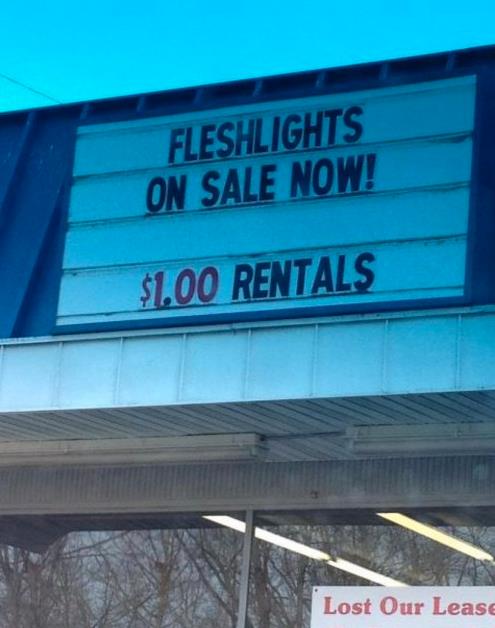 FLESHLIGHTS
ON SALE NOW!
$1.00 RENTALS
Lost Our Lease